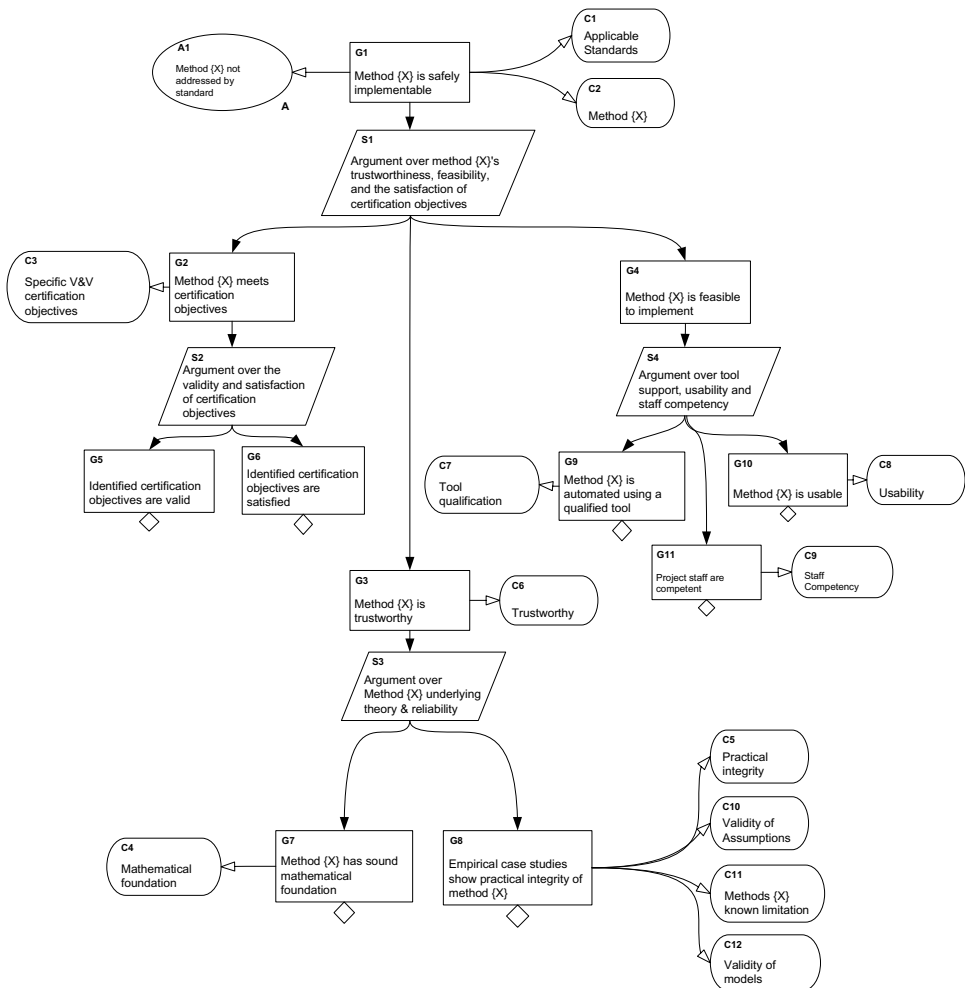 A1
Method {X} not
addressed by
standard
A
G1
Method {X} is safely
implementable
C1
Applicable
Standards
C2
Method {X}
S1
Argument over method {X}'s
trustworthiness, feasibility,
and the satisfaction of
certification objectives
C3
Specific V&V
certification
objectives
G2
Method {X} meets
certification
objectives
G4
Method {X} is feasible
to implement
S2
Argument over the
validity and satisfaction
of certification
objectives
S4
Argument over tool
support, usability and
staff competency
G5
Identified certification
objectives are valid
G6
Identified certification
objectives are
satisfied
C7
Tool
qualification
G9
Method {X} is
automated using a
qualified tool
G10
Method {X} is usable
C8
Usability
G11
Project staff are
competent
C9
Staff
Competency
G3
Method {X} is
trustworthy
C6
Trustworthy
S3
Argument over
Method {X} underlying
theory & reliability
C4
Mathematical
foundation
G7
Method {X} has sound
mathematical
foundation
G8
Empirical case studies
show practical integrity of
method {X}
C5
Practical
integrity
C10
Validity of
Assumptions
C11
Methods {X}
known limitation
C12
Validity of
models